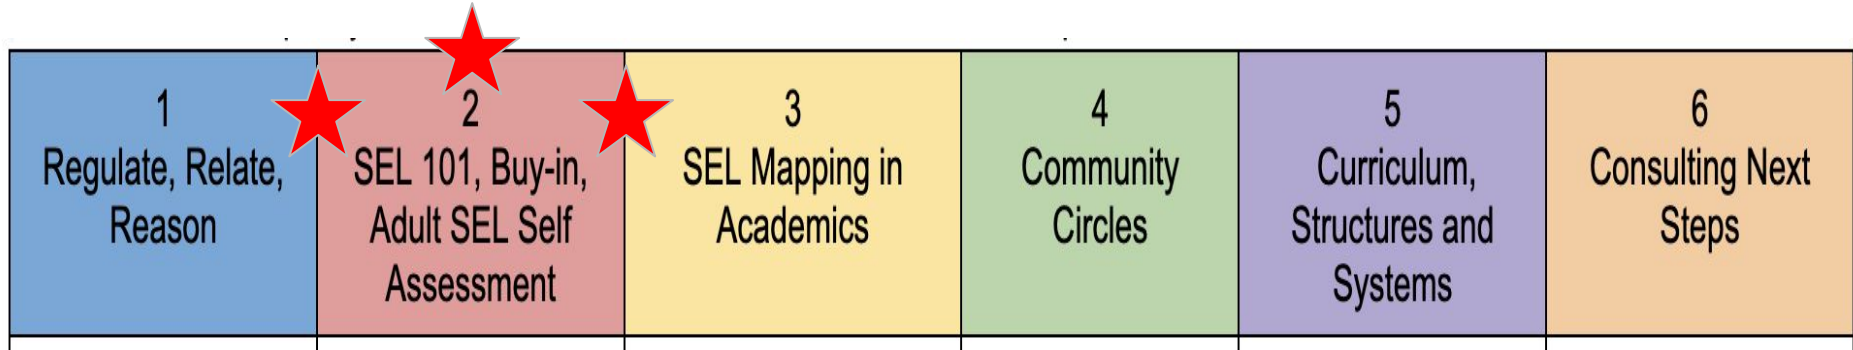 1
Regulate, Relate,
Reason
2
SEL 101, Buy-in,
Adult SEL Self
Assessment
3
SEL Mapping in
Academics
4
Community
Circles
5
Curriculum,
Structures and
Systems
6
Consulting Next
Steps